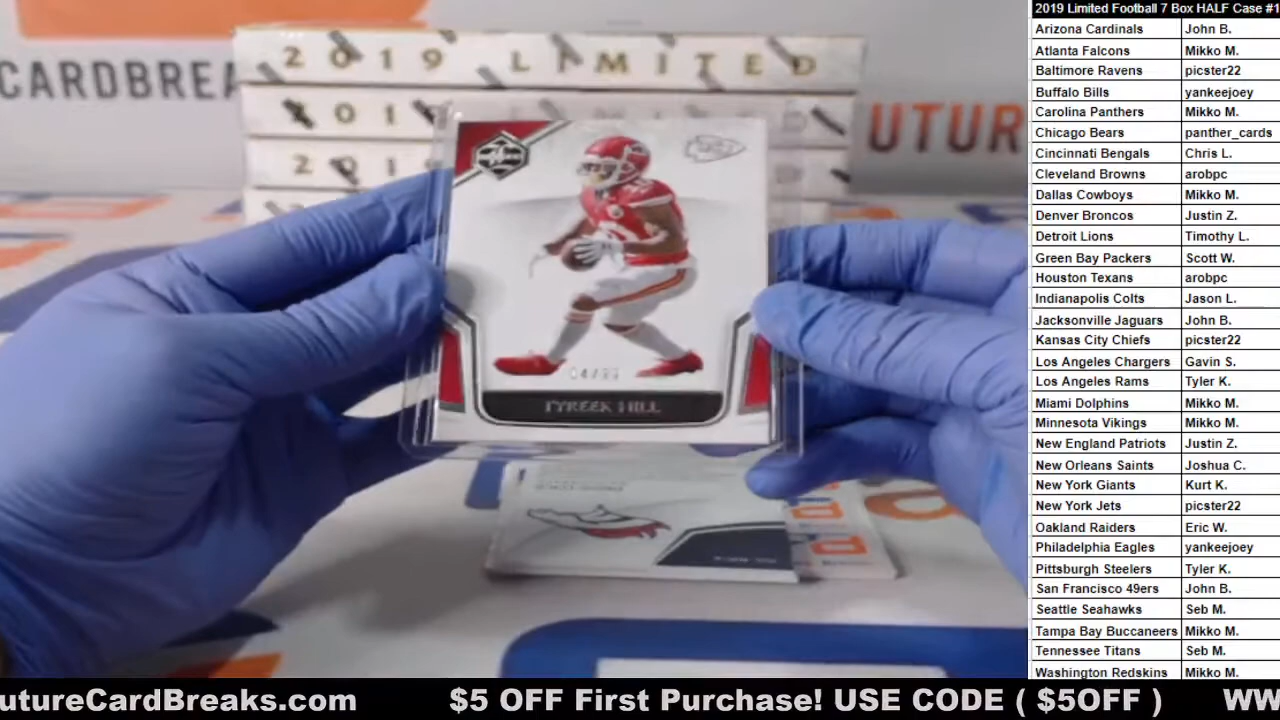 2019 LIMITED
CARDBREA
UTUR
TYREEK HILL
2019 Limited Football 7 Box HALF Case #1
Arizona Cardinals John B.
Atlanta Falcons Mikko M.
Baltimore Ravens picster22
Buffalo Bills yankeejoey
Carolina Panthers Mikko M.
Chicago Bears panther_cards
Cincinnati Bengals Chris L.
Cleveland Browns arobpc
Dallas Cowboys Mikko M.
Denver Broncos Justin Z.
Detroit Lions Timothy L.
Green Bay Packers Scott W.
Houston Texans arobpc
Indianapolis Colts Jason L.
Jacksonville Jaguars John B.
Kansas City Chiefs picster22
Los Angeles Chargers Gavin S.
Los Angeles Rams Tyler K.
Miami Dolphins Mikko M.
Minnesota Vikings Mikko M.
New England Patriots Justin Z.
New Orleans Saints Joshua C.
New York Giants Kurt K.
New York Jets picster22
Oakland Raiders Eric W.
Philadelphia Eagles yankeejoey
Pittsburgh Steelers Tyler K.
San Francisco 49ers John B.
Seattle Seahawks Seb M.
Tampa Bay Buccaneers Mikko M.
Tennessee Titans Seb M.
Washington Redskins Mikko M.
utureCardBreaks.com $5 OFF First Purchase! USE CODE ( $5OFF ) WW